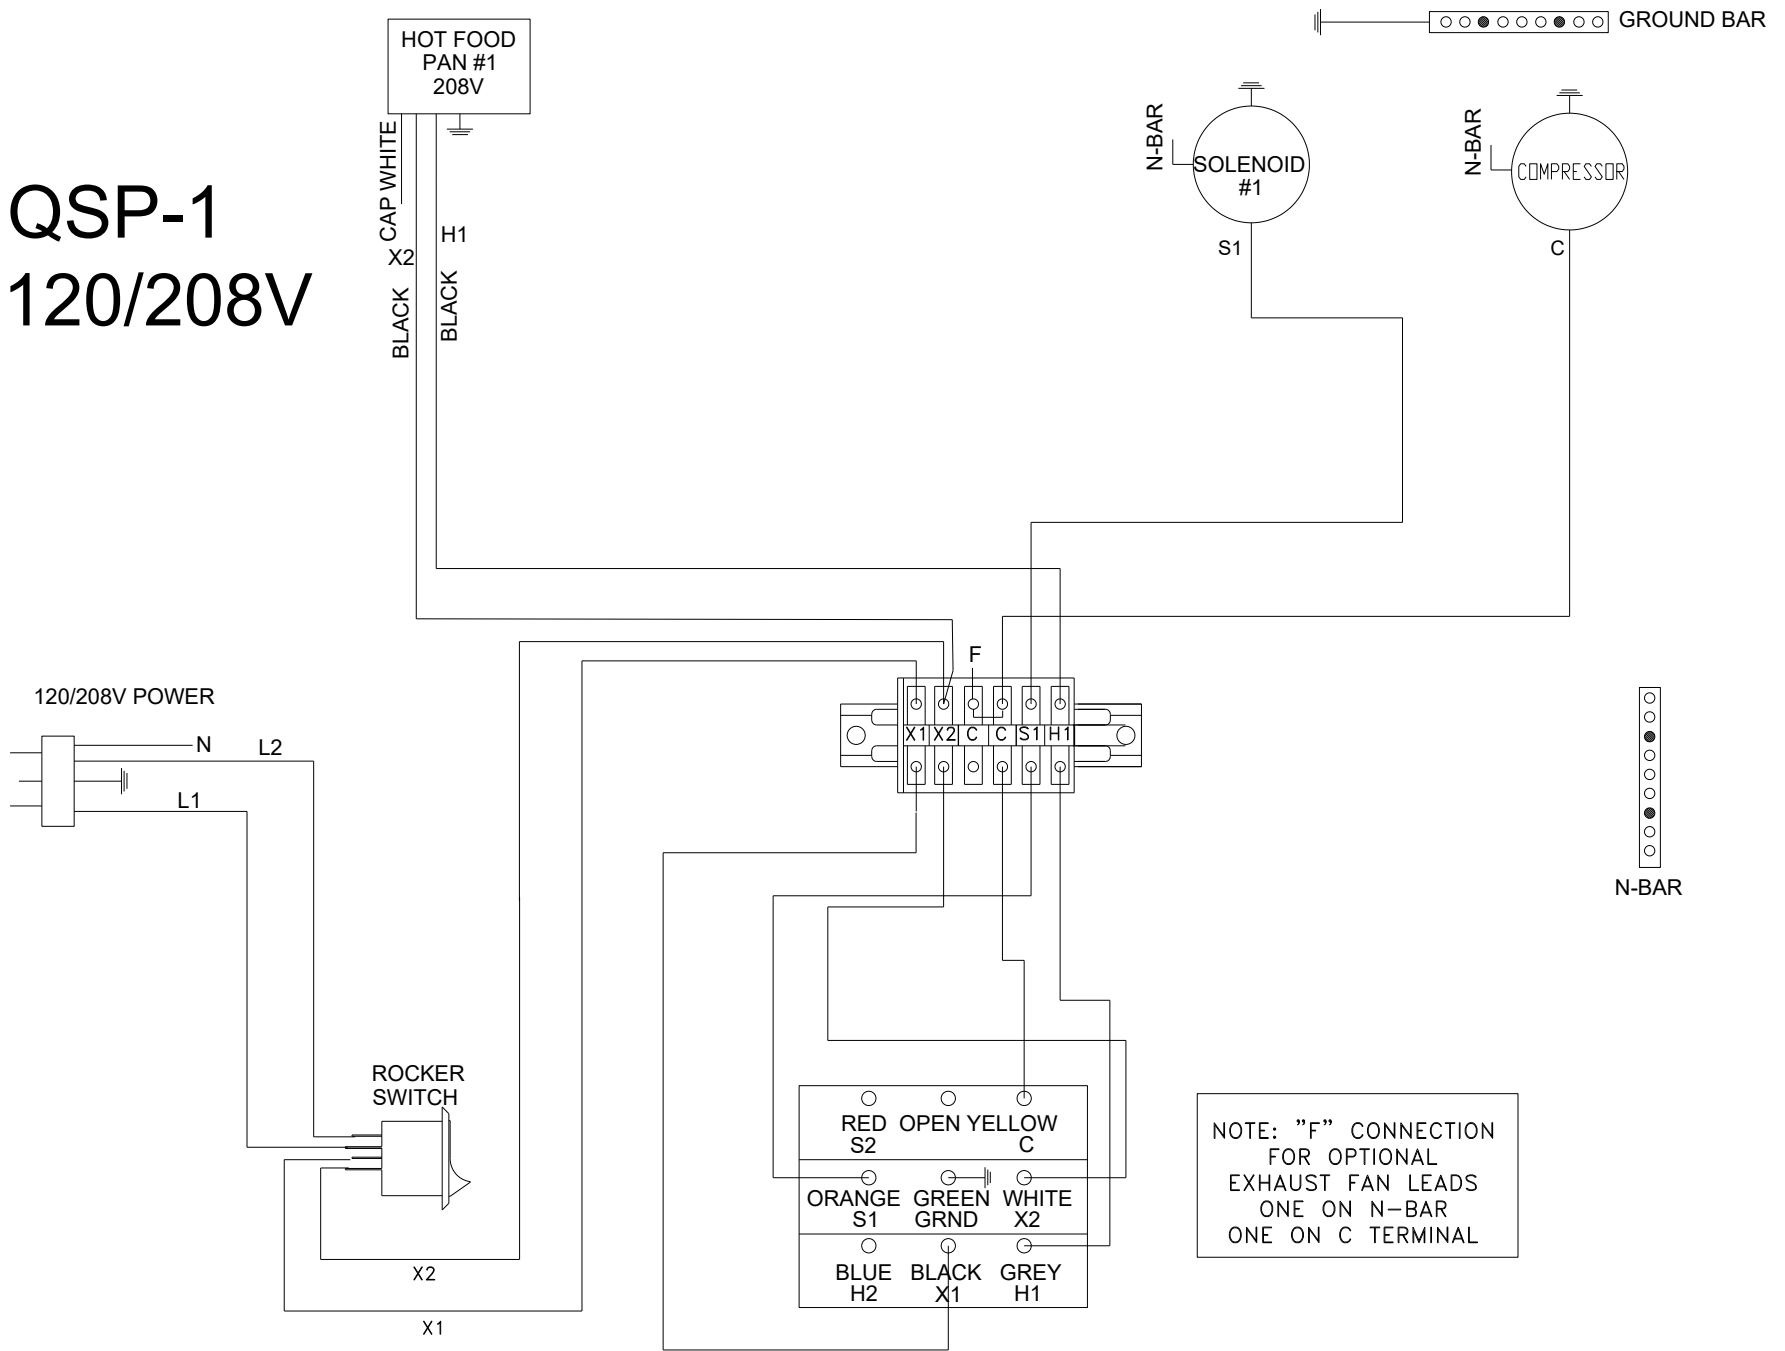 GROUND BAR
HOT FOOD
PAN #1
208V
QSP-1
120/208V
CAP WHITE
X2
H1
BLACK
BLACK
N-BAR
SOLENOID
#1
S1
N-BAR
COMPRESSOR
C
120/208V POWER
N
L2
L1
F
X1 X2 C C S1 H1
N-BAR
ROCKER
SWITCH
X2
X1
RED OPEN YELLOW
S2 C
ORANGE GREEN WHITE
S1 GRND X2
BLUE BLACK GREY
H2 X1 H1
NOTE: "F" CONNECTION
FOR OPTIONAL
EXHAUST FAN LEADS
ONE ON N-BAR
ONE ON C TERMINAL